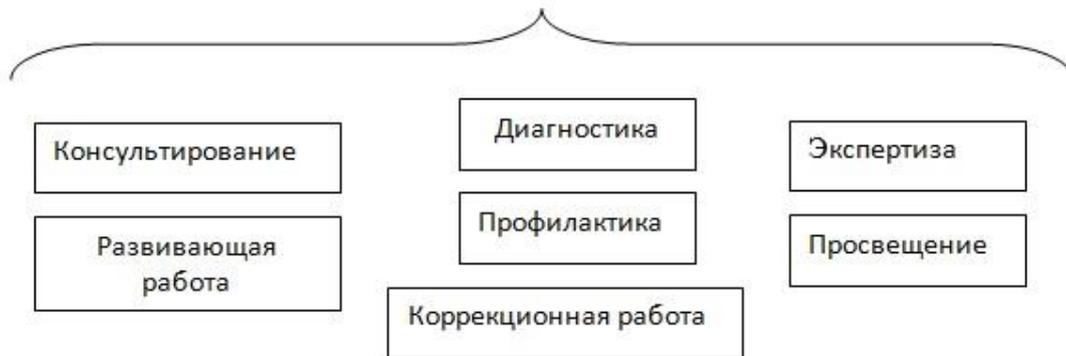 Консультирование
Развивающая
работа
Диагностика
Профилактика
Коррекционная работа
Экспертиза
Просвещение